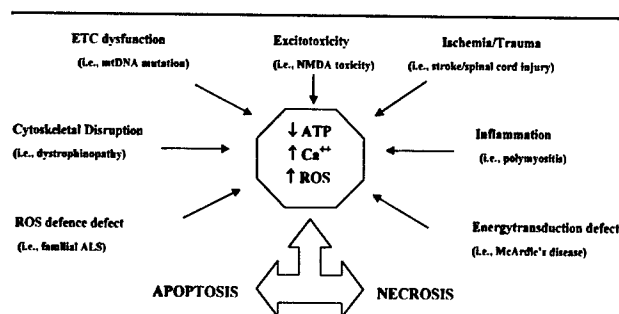 ETC dysfunction
(i.e., mtDNA mutation)
Excitotoxicity
(i.e., NMDA toxicity)
Ischemia/Trauma
(i.e., stroke/spinal cord injury)
Cytoskeletal Disruption
(i.e., dystrophinopathy)
↓ ATP
↑ Ca⁺⁺
↑ ROS
Inflammation
(i.e., polymyositis)
ROS defence defect
(i.e., familial ALS)
Energytransduction defect
(i.e., McArdle's disease)
APOPTOSIS
NECROSIS